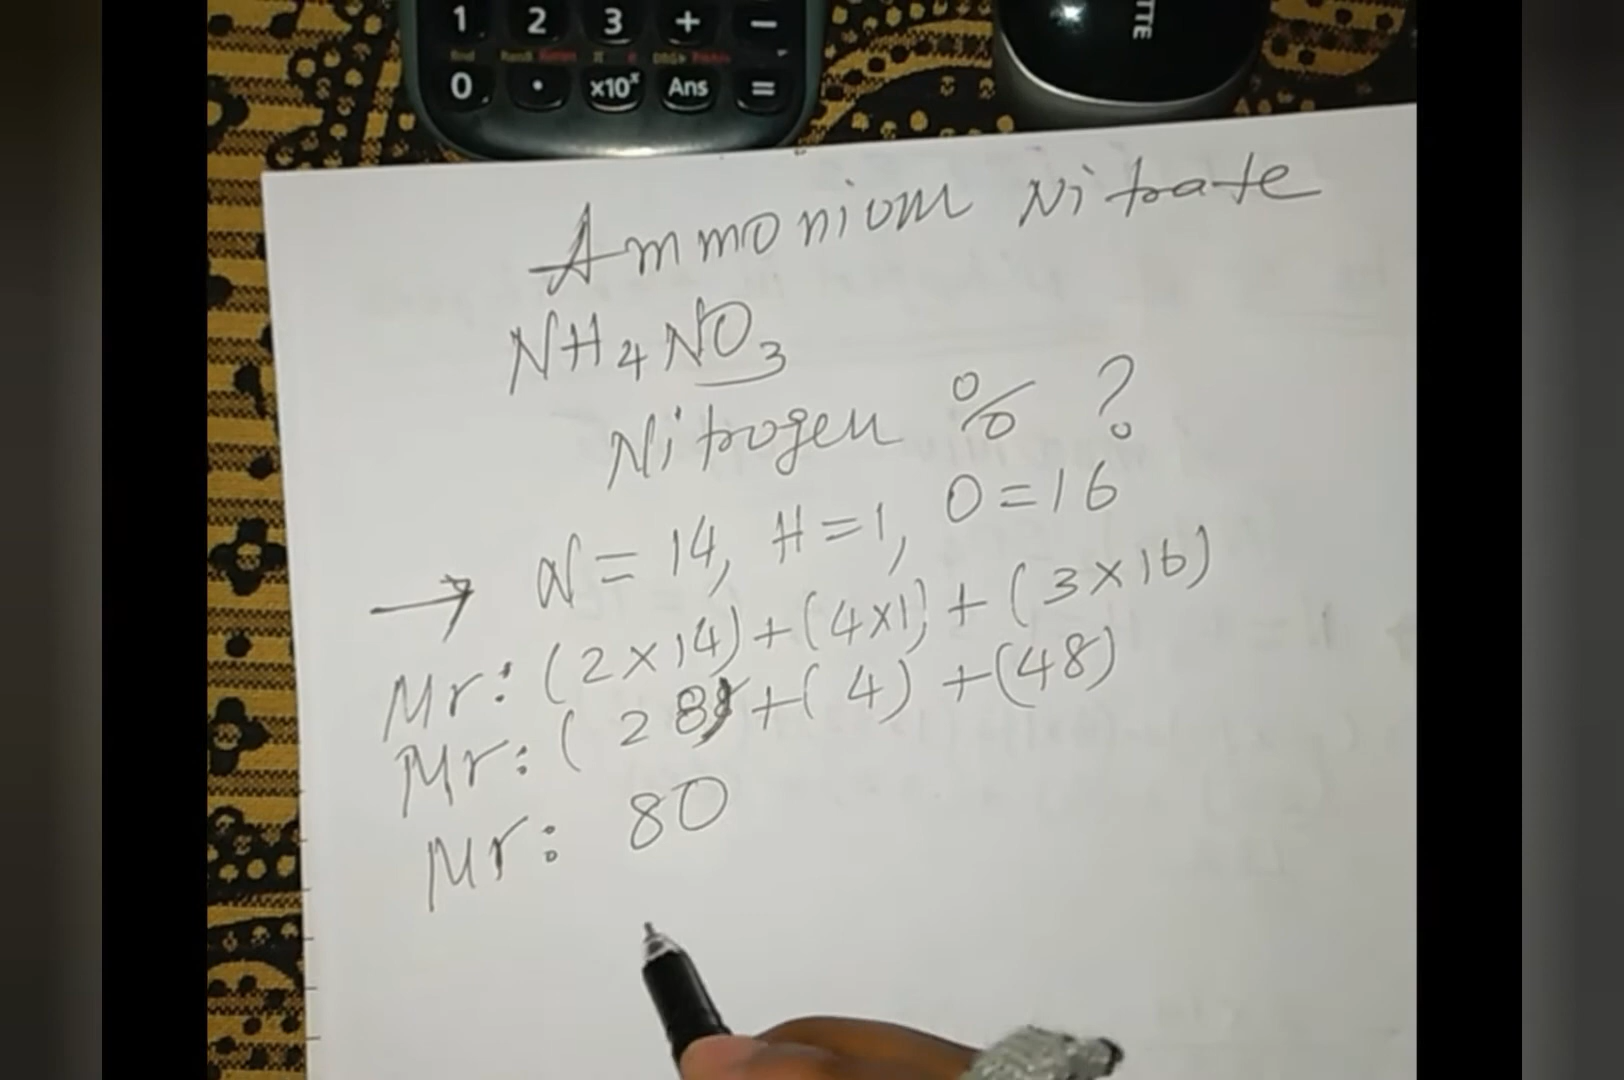 1 2 3 + −
0 . ×10ˣ Ans =
TTE
Ammonium Nitrate
NH₄NO₃
Nitrogen % ?
→ N = 14, H = 1, O = 16
Mr: (2 × 14) + (4×1) + (3 × 16)
Mr: (28) + (4) + (48)
Mr: 80